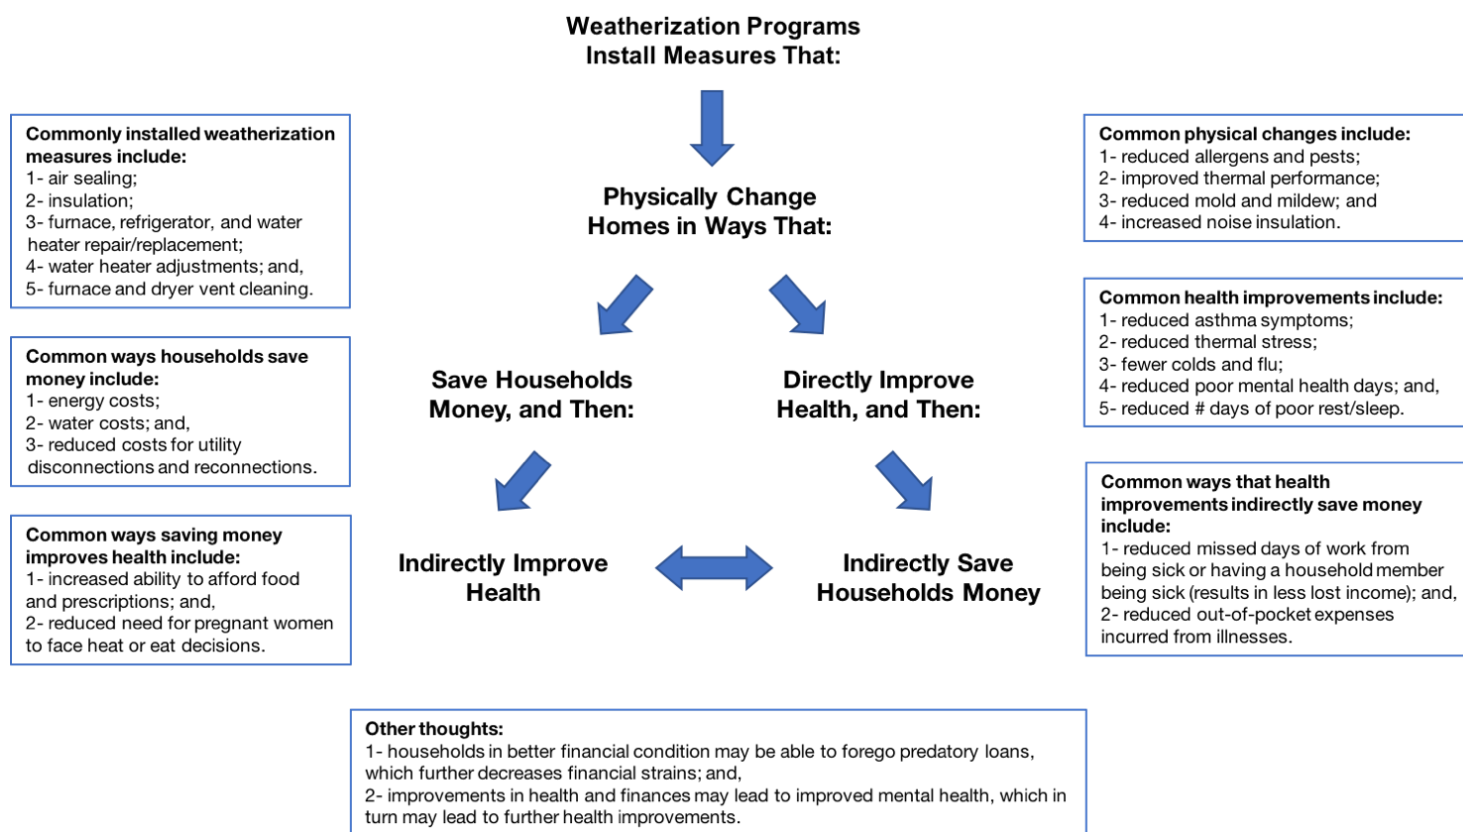 Weatherization Programs
Install Measures That:
Commonly installed weatherization
measures include:
1- air sealing;
2- insulation;
3- furnace, refrigerator, and water
heater repair/replacement;
4- water heater adjustments; and,
5- furnace and dryer vent cleaning.
Physically Change
Homes in Ways That:
Common physical changes include:
1- reduced allergens and pests;
2- improved thermal performance;
3- reduced mold and mildew; and
4- increased noise insulation.
Common ways households save
money include:
1- energy costs;
2- water costs; and,
3- reduced costs for utility
disconnections and reconnections.
Save Households
Money, and Then:
Directly Improve
Health, and Then:
Common health improvements include:
1- reduced asthma symptoms;
2- reduced thermal stress;
3- fewer colds and flu;
4- reduced poor mental health days; and,
5- reduced # days of poor rest/sleep.
Common ways saving money
improves health include:
1- increased ability to afford food
and prescriptions; and,
2- reduced need for pregnant women
to face heat or eat decisions.
Indirectly Improve
Health
Indirectly Save
Households Money
Common ways that health
improvements indirectly save money
include:
1- reduced missed days of work from
being sick or having a household member
being sick (results in less lost income); and,
2- reduced out-of-pocket expenses
incurred from illnesses.
Other thoughts:
1- households in better financial condition may be able to forego predatory loans,
which further decreases financial strains; and,
2- improvements in health and finances may lead to improved mental health, which in
turn may lead to further health improvements.